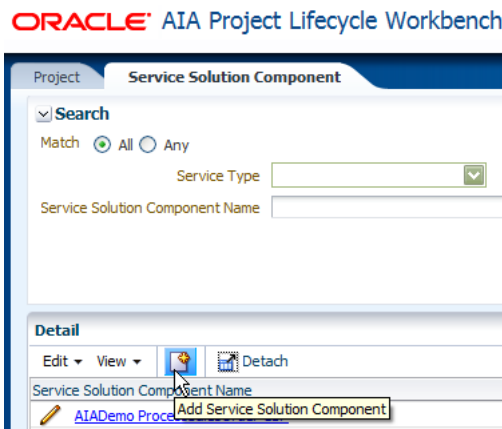 ORACLE AIA Project Lifecycle Workbench
Project Service Solution Component
Search
Match All Any
Service Type
Service Solution Component Name
Detail
Edit View Detach
Service Solution Component Name
Add Service Solution Component
AIADemo